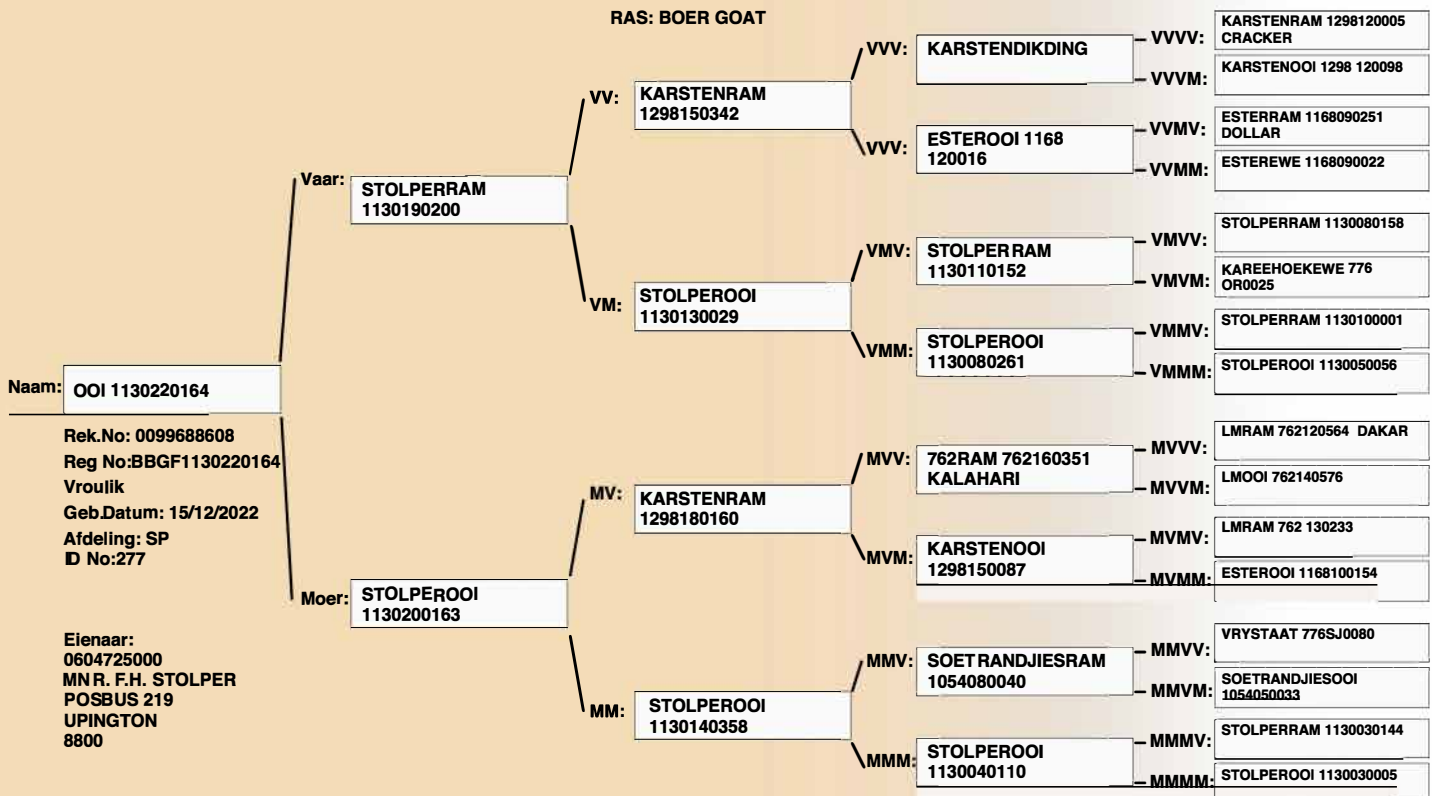 RAS: BOER GOAT
Naam:
OOI 1130220164
Rek.No: 0099688608
Reg No:BBGF1130220164
Vroulik
Geb.Datum: 15/12/2022
Afdeling: SP
ID No:277
Eienaar:
0604725000
MNR. F.H. STOLPER
POSBUS 219
UPINGTON
8800
Vaar:
STOLPERRAM
1130190200
Moer:
STOLPEROOI
1130200163
VV:
KARSTENRAM
1298150342
VM:
STOLPEROOI
1130130029
MV:
KARSTENRAM
1298180160
MM:
STOLPEROOI
1130140358
VVV:
KARSTENDIKDING
VVV:
ESTEROOI 1168
120016
VMV:
STOLPERRAM
1130110152
VMM:
STOLPEROOI
1130080261
MVV:
762RAM 762160351
KALAHARI
MVM:
KARSTENOOI
1298150087
MMV:
SOETRANDJIESRAM
1054080040
MMM:
STOLPEROOI
1130040110
VVVV:
KARSTENRAM 1298120005
CRACKER
VVVM:
KARSTENOOI 1298 120098
VVMV:
ESTERRAM 1168090251
DOLLAR
VVMM:
ESTEREWE 1168090022
VMVV:
STOLPERRAM 1130080158
VMVM:
KAREEHOEKEWE 776
OR0025
VMMV:
STOLPERRAM 1130100001
VMMM:
STOLPEROOI 1130050056
MVVV:
LMRAM 762120564 DAKAR
MVVM:
LMOOI 762140576
MVMV:
LMRAM 762 130233
MVMM:
ESTEROOI 1168100154
MMVV:
VRYSTAAT 776SJ0080
MMVM:
SOETRANDJIESOOI
1054050033
MMMV:
STOLPERRAM 1130030144
MMMM:
STOLPEROOI 1130030005